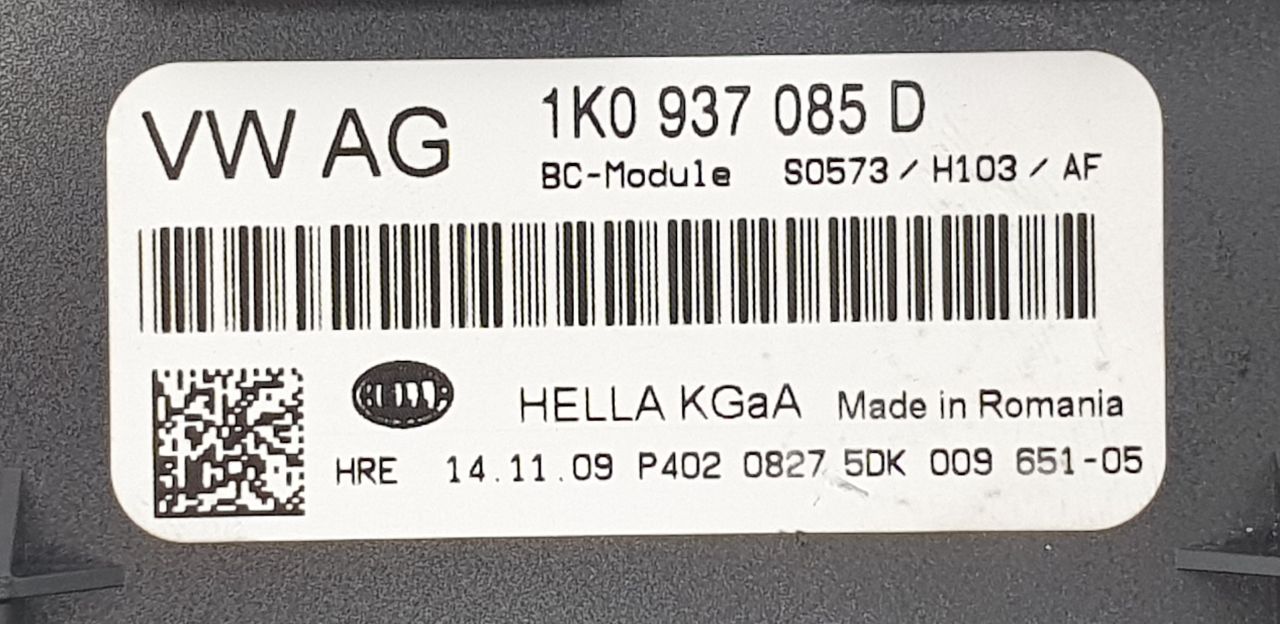 VW AG
1K0 937 085 D
BC-Module S0573 / H103 / AF
HELLA
HELLA KGaA Made in Romania
HRE 14.11.09 P402 0827 5DK 009 651-05